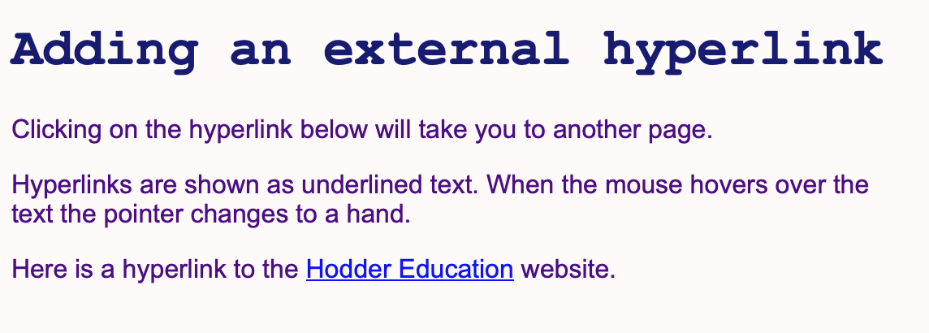 Adding an external hyperlink
Clicking on the hyperlink below will take you to another page.
Hyperlinks are shown as underlined text. When the mouse hovers over the
text the pointer changes to a hand.
Here is a hyperlink to the Hodder Education website.